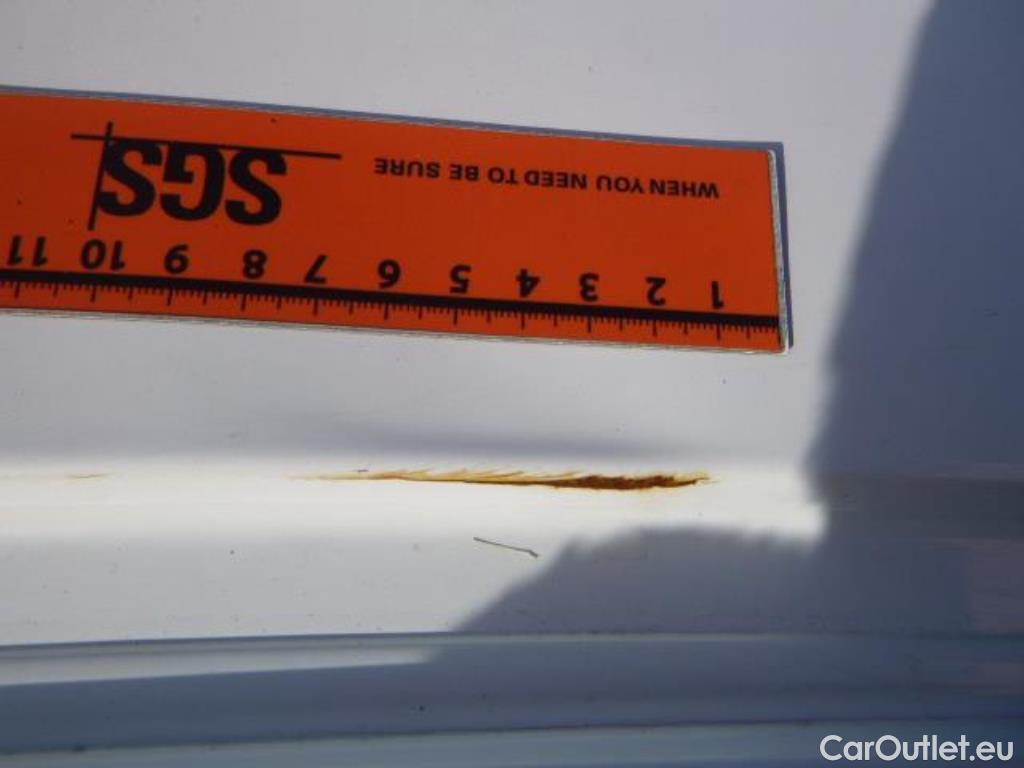 SGS
WHEN YOU NEED TO BE SURE
1 2 3 4 5 6 7 8 9 10 11
CarOutlet.eu